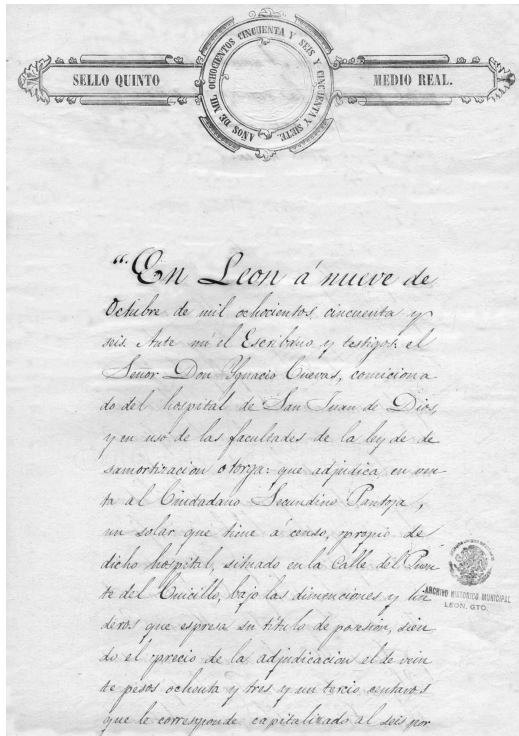 SELLO QUINTO
AÑOS DE MIL OCHOCIENTOS CINCUENTA Y SEIS Y CINCUENTA Y SIETE.
MEDIO REAL.
"En Leon á nueve de
Octubre de mil ochocientos cincuenta y
seis Ante mi el Escribano y testigos el
Señor Don Ygnacio Cuevas, comiciona
do del hospital de San Juan de Dios,
y en uso de las facultades de la ley de de
samortizacion otorga: que adjudica en ven
ta al Ciudadano Secundino Pantoja,
un solar que tiene á censo, propio de
dicho hospital, situado en la Calle del Puen
te del Cuicillo, bajo las dimenciones y lin
deros que espresa su título de posesion, sien
do el precio de la adjudicacion el de vein
te pesos ochenta y tres y un tercio centavos
que le corresponde capitalizado al seis por
ARCHIVO HISTORICO MUNICIPAL
LEON, GTO.